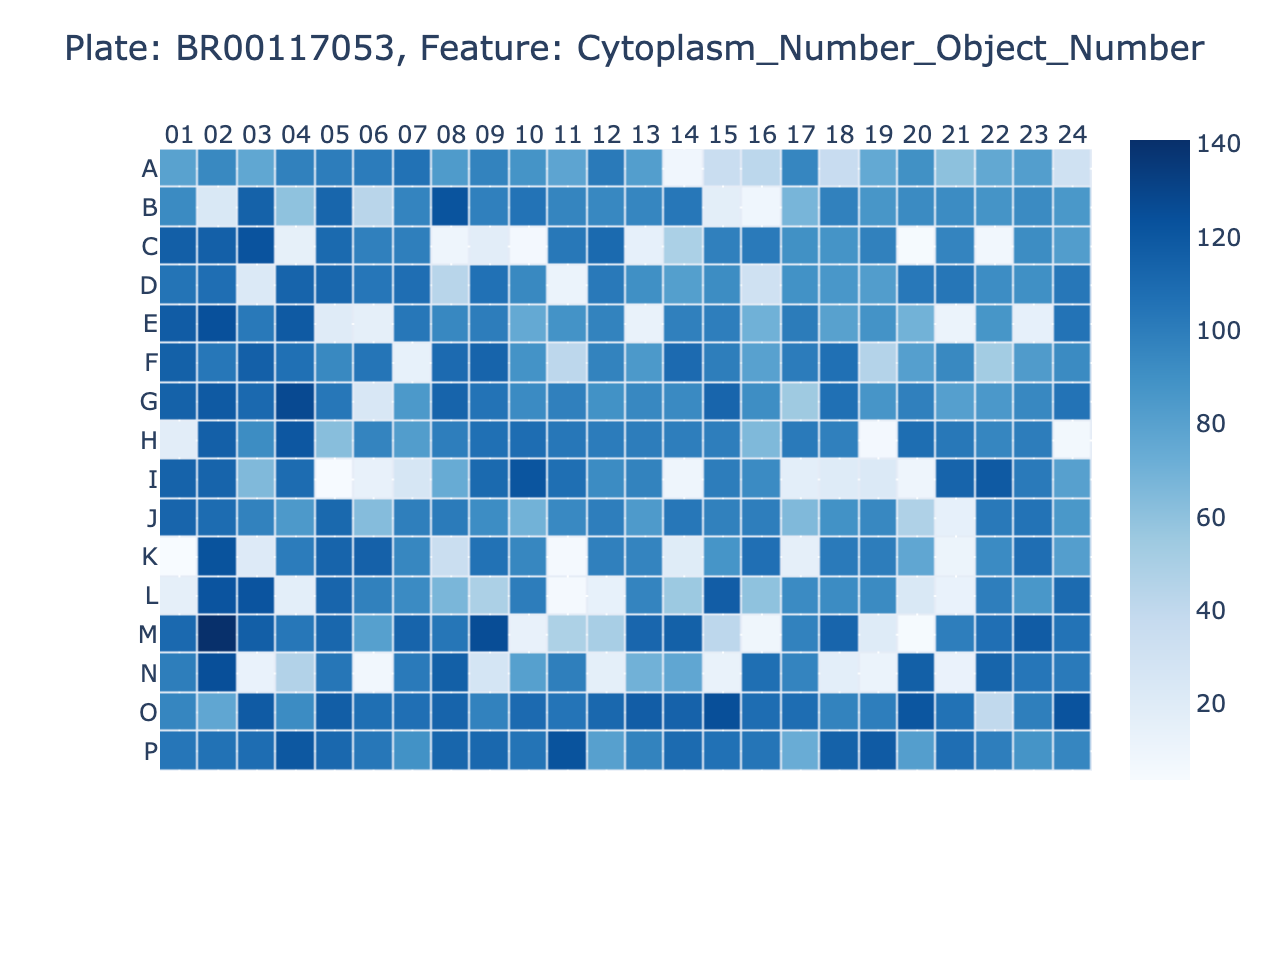 Plate: BR00117053, Feature: Cytoplasm_Number_Object_Number
01 02 03 04 05 06 07 08 09 10 11 12 13 14 15 16 17 18 19 20 21 22 23 24
A
B
C
D
E
F
G
H
I
J
K
L
M
N
O
P
140
120
100
80
60
40
20